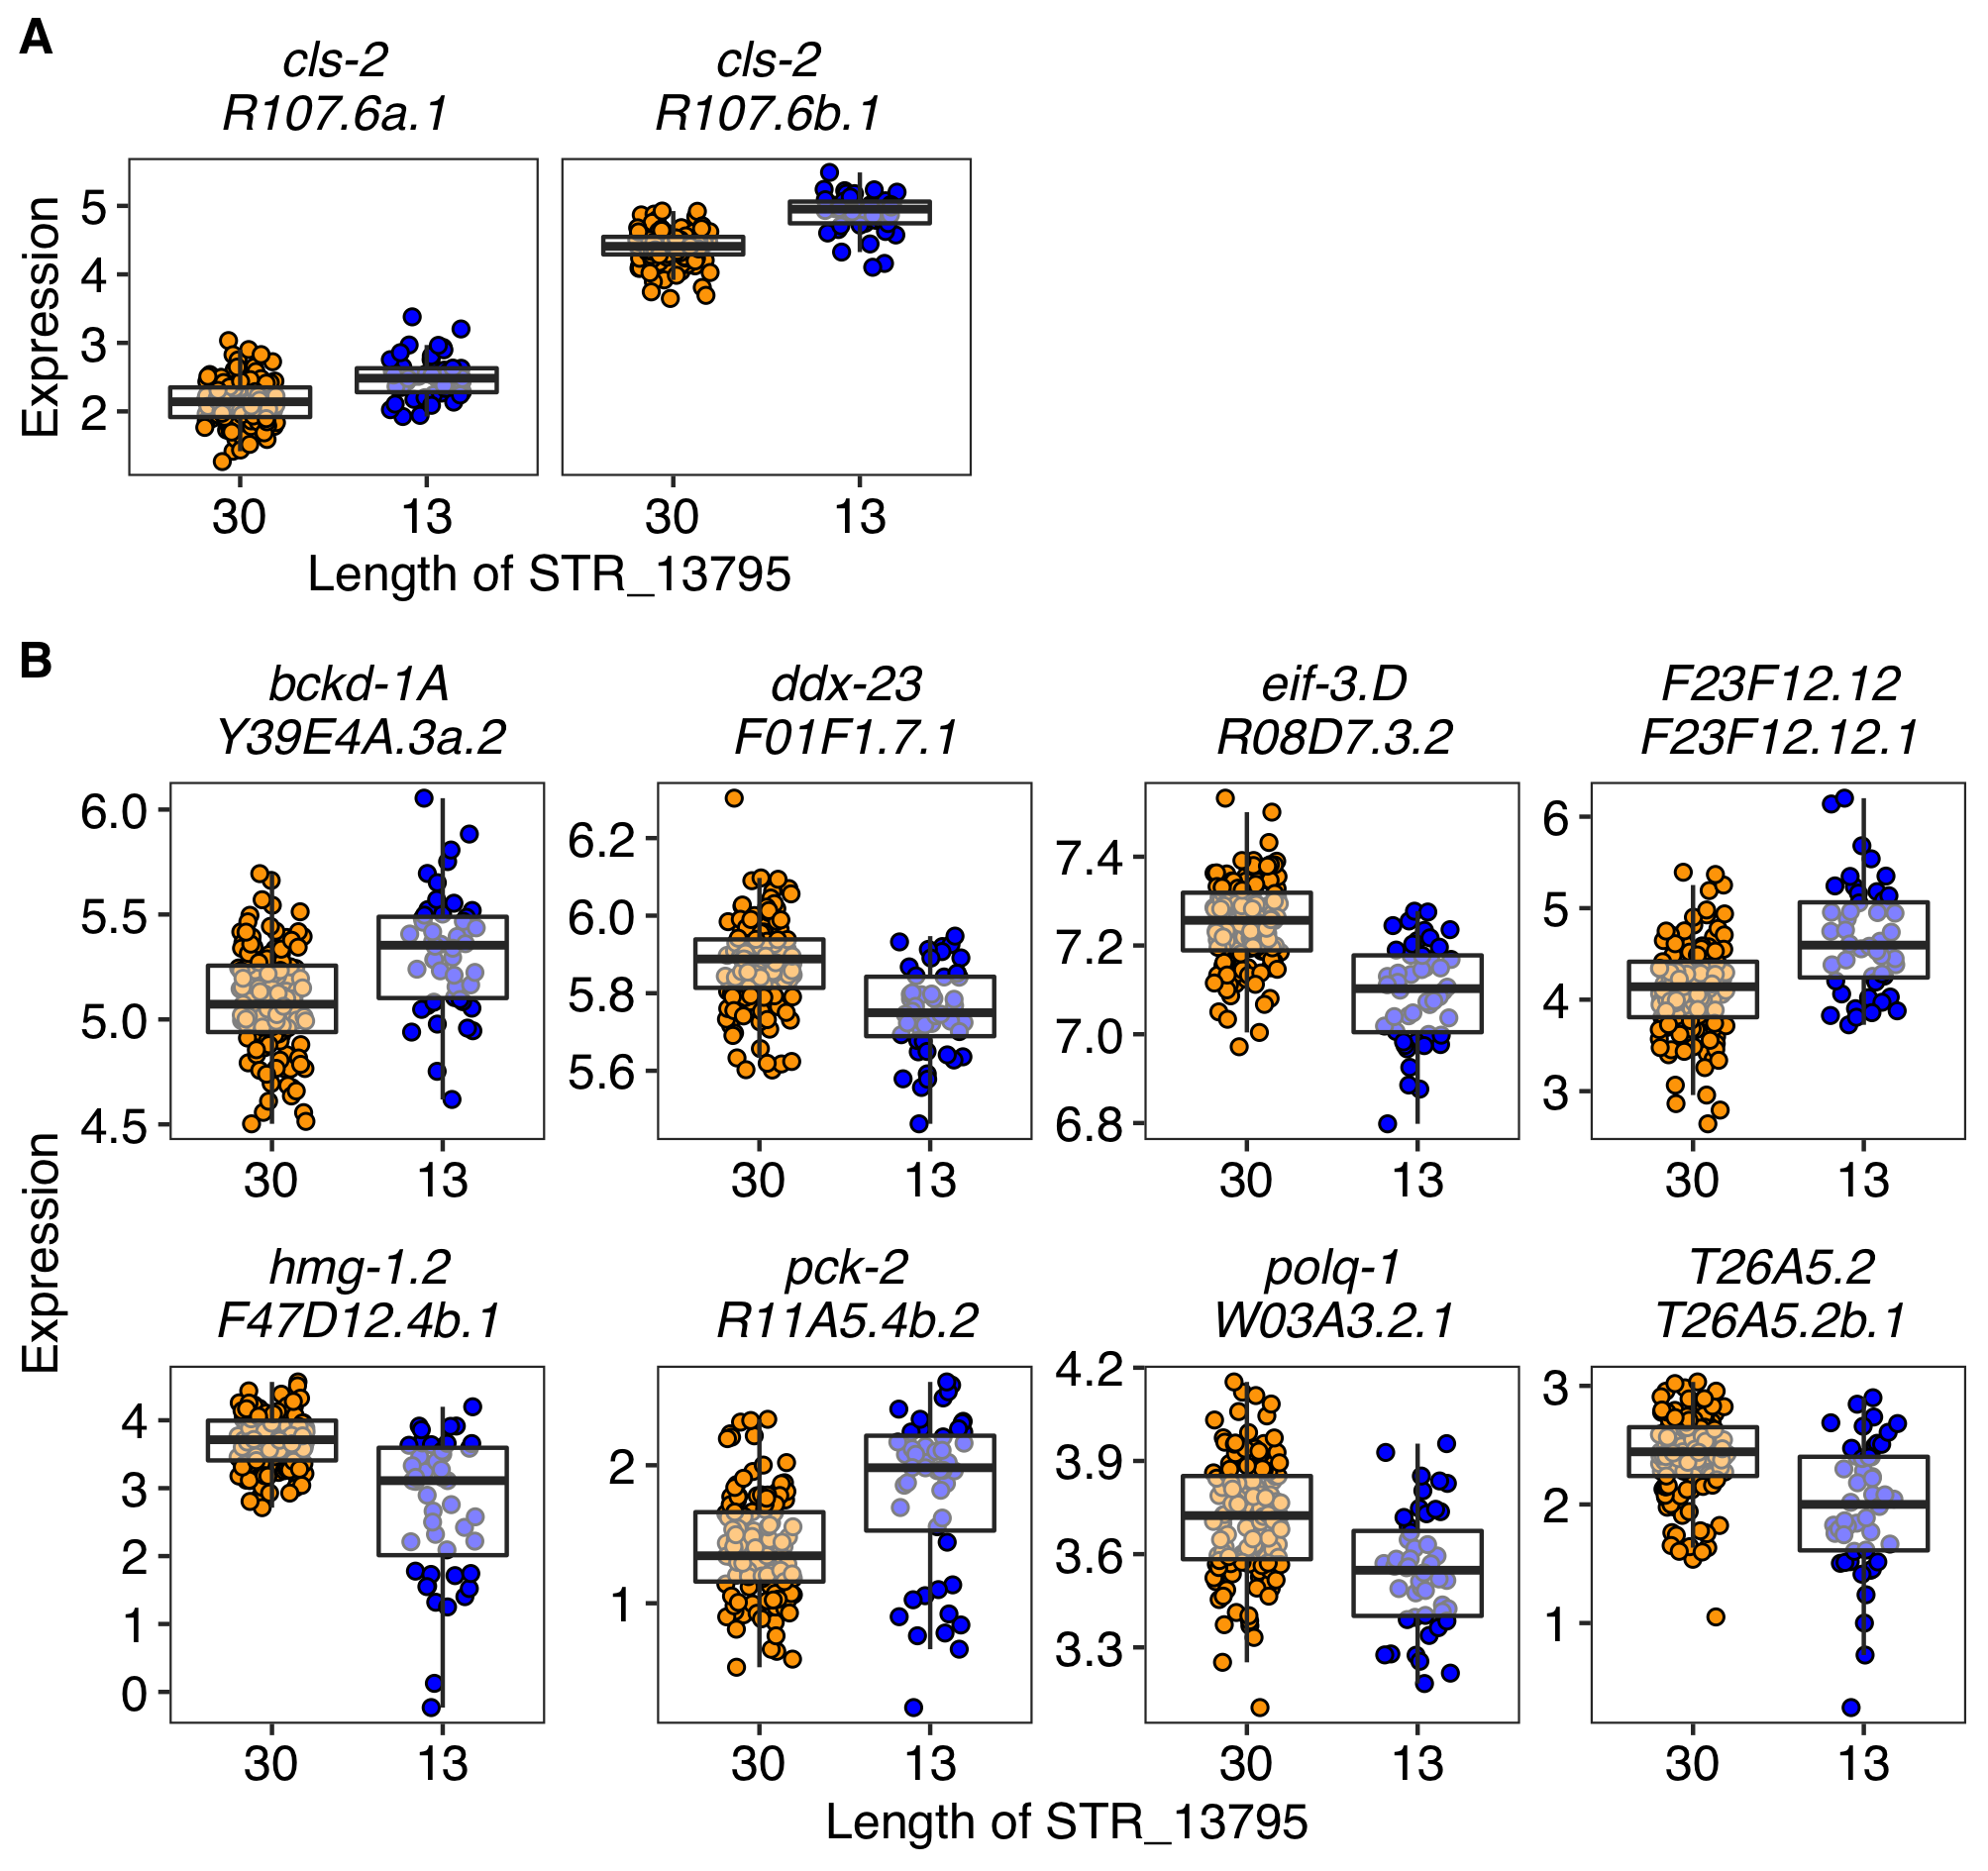 A
cls-2
R107.6a.1
cls-2
R107.6b.1
Expression
5
4
3
2
30
13
30
13
Length of STR_13795
B
bckd-1A
Y39E4A.3a.2
ddx-23
F01F1.7.1
eif-3.D
R08D7.3.2
F23F12.12
F23F12.12.1
Expression
6.0
5.5
5.0
4.5
30
13
6.2
6.0
5.8
5.6
30
13
7.4
7.2
7.0
6.8
30
13
6
5
4
3
30
13
hmg-1.2
F47D12.4b.1
pck-2
R11A5.4b.2
polq-1
W03A3.2.1
T26A5.2
T26A5.2b.1
4
3
2
1
0
30
13
2
1
30
13
4.2
3.9
3.6
3.3
30
13
3
2
1
30
13
Length of STR_13795